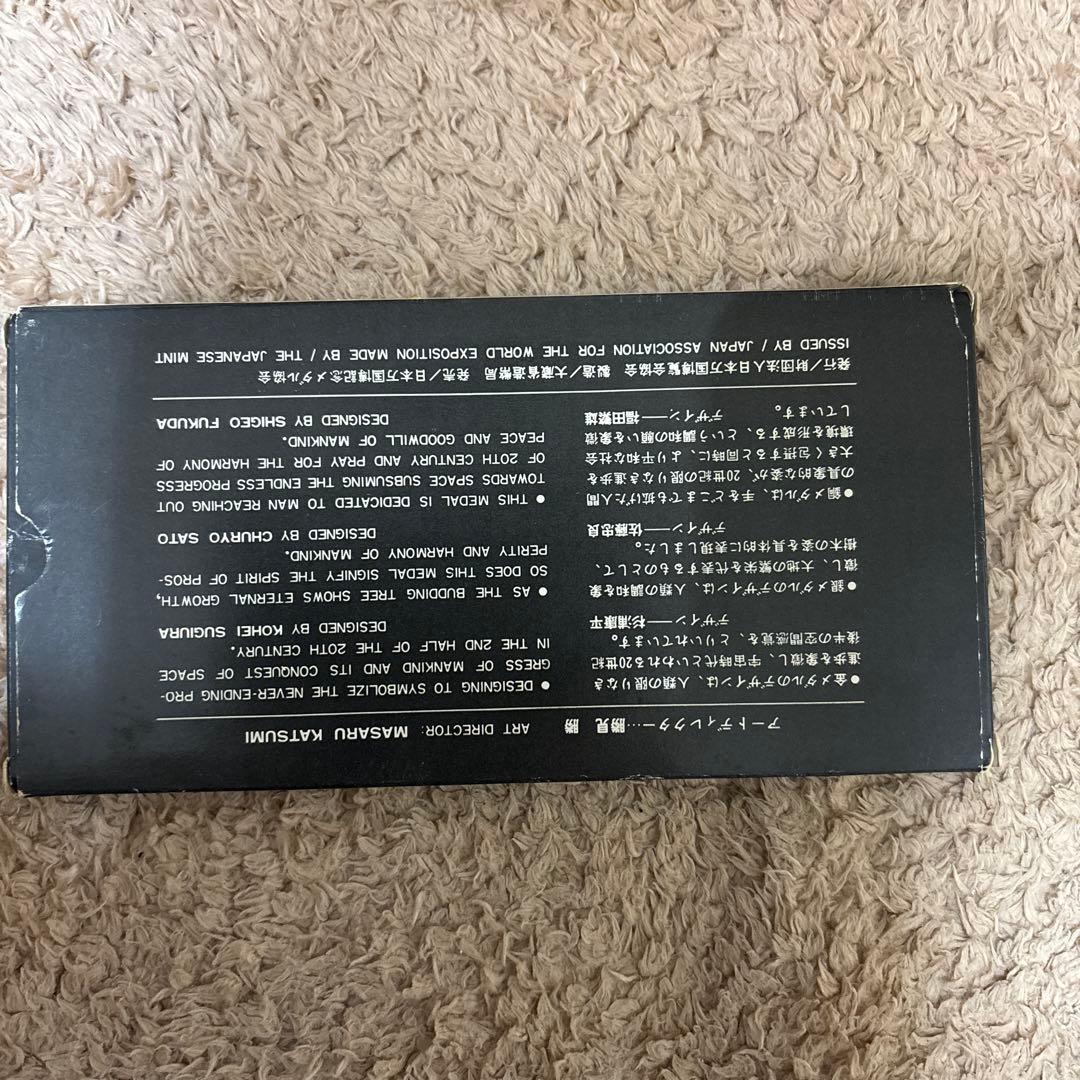 アートディレクター……勝見　勝
ART DIRECTOR: MASARU KATSUMI
●金メダルのデザインは、人類の限りなき
進歩を象徴し、宇宙時代といわれる20世紀
後半の空間感覚を、とりいれています。
デザイン――杉浦康平
● DESIGNING TO SYMBOLIZE THE NEVER-ENDING PRO-
GRESS OF MANKIND AND ITS CONQUEST OF SPACE
IN THE 2ND HALF OF THE 20TH CENTURY.
DESIGNED BY KOHEI SUGIURA
●銀メダルのデザインは、人類の調和を象
徴し、大地の繁栄を代表するものとして、
樹木の姿を具体的に表現しました。
デザイン――佐藤忠良
● AS THE BUDDING TREE SHOWS ETERNAL GROWTH,
SO DOES THIS MEDAL SIGNIFY THE SPIRIT OF PROS-
PERITY AND HARMONY OF MANKIND.
DESIGNED BY CHURYO SATO
●銅メダルは、手をどこまでも拡げた人間
の具象的な姿が、20世紀の限りなき進歩を
大きく包括すると同時に、より平和な社会
環境を形成する、という調和の願いを象徴
しています。
デザイン――福田繁雄
● THIS MEDAL IS DEDICATED TO MAN REACHING OUT
TOWARDS SPACE SUBSUMING THE ENDLESS PROGRESS
OF 20TH CENTURY AND PRAY FOR THE HARMONY OF
PEACE AND GOODWILL OF MANKIND.
DESIGNED BY SHIGEO FUKUDA
発行／財団法人日本万国博覧会協会　製造／大蔵省造幣局　発売／日本万国博記念メダル協会
ISSUED BY / JAPAN ASSOCIATION FOR THE WORLD EXPOSITION MADE BY / THE JAPANESE MINT